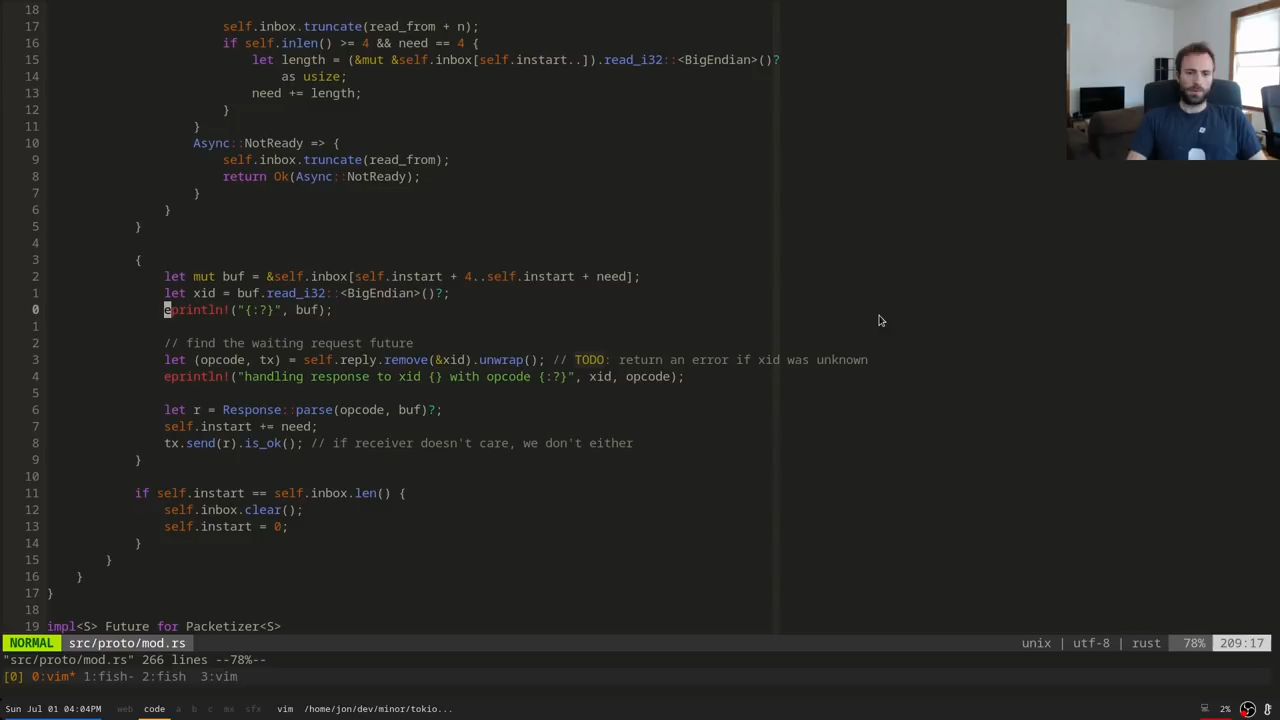 18
17 self.inbox.truncate(read_from + n);
16 if self.inlen() >= 4 && need == 4 {
15 let length = (&mut &self.inbox[self.instart..]).read_i32::<BigEndian>()?
14 as usize;
13 need += length;
12 }
11 }
10 Async::NotReady => {
9 self.inbox.truncate(read_from);
8 return Ok(Async::NotReady);
7 }
6 }
5 }
4
3 {
2 let mut buf = &self.inbox[self.instart + 4..self.instart + need];
1 let xid = buf.read_i32::<BigEndian>()?;
0 eprintln!("{:?}", buf);
1
2 // find the waiting request future
3 let (opcode, tx) = self.reply.remove(&xid).unwrap(); // TODO: return an error if xid was unknown
4 eprintln!("handling response to xid {} with opcode {:?}", xid, opcode);
5
6 let r = Response::parse(opcode, buf)?;
7 self.instart += need;
8 tx.send(r).is_ok(); // if receiver doesn't care, we don't either
9 }
10
11 if self.instart == self.inbox.len() {
12 self.inbox.clear();
13 self.instart = 0;
14 }
15 }
16 }
17 }
18
19 impl<S> Future for Packetizer<S>
NORMAL src/proto/mod.rs unix | utf-8 | rust 78% 209:17
"src/proto/mod.rs" 266 lines --78%--
[0] 0:vim* 1:fish- 2:fish 3:vim
Sun Jul 01 04:04PM web code a b c mx sfx vim /home/jon/dev/minor/tokio... 2%